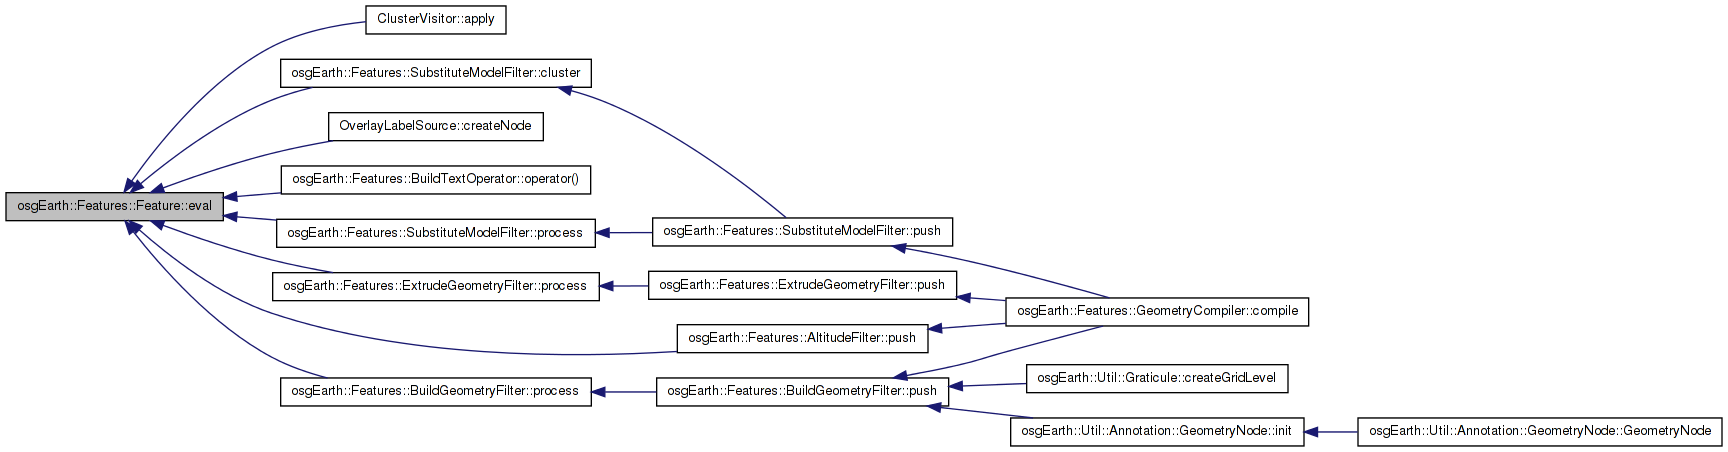 ClusterVisitor::apply
osgEarth::Features::SubstituteModelFilter::cluster
OverlayLabelSource::createNode
osgEarth::Features::BuildTextOperator::operator()
osgEarth::Features::Feature::eval
osgEarth::Features::SubstituteModelFilter::process
osgEarth::Features::SubstituteModelFilter::push
osgEarth::Features::ExtrudeGeometryFilter::process
osgEarth::Features::ExtrudeGeometryFilter::push
osgEarth::Features::GeometryCompiler::compile
osgEarth::Features::AltitudeFilter::push
osgEarth::Features::BuildGeometryFilter::process
osgEarth::Features::BuildGeometryFilter::push
osgEarth::Util::Graticule::createGridLevel
osgEarth::Util::Annotation::GeometryNode::init
osgEarth::Util::Annotation::GeometryNode::GeometryNode